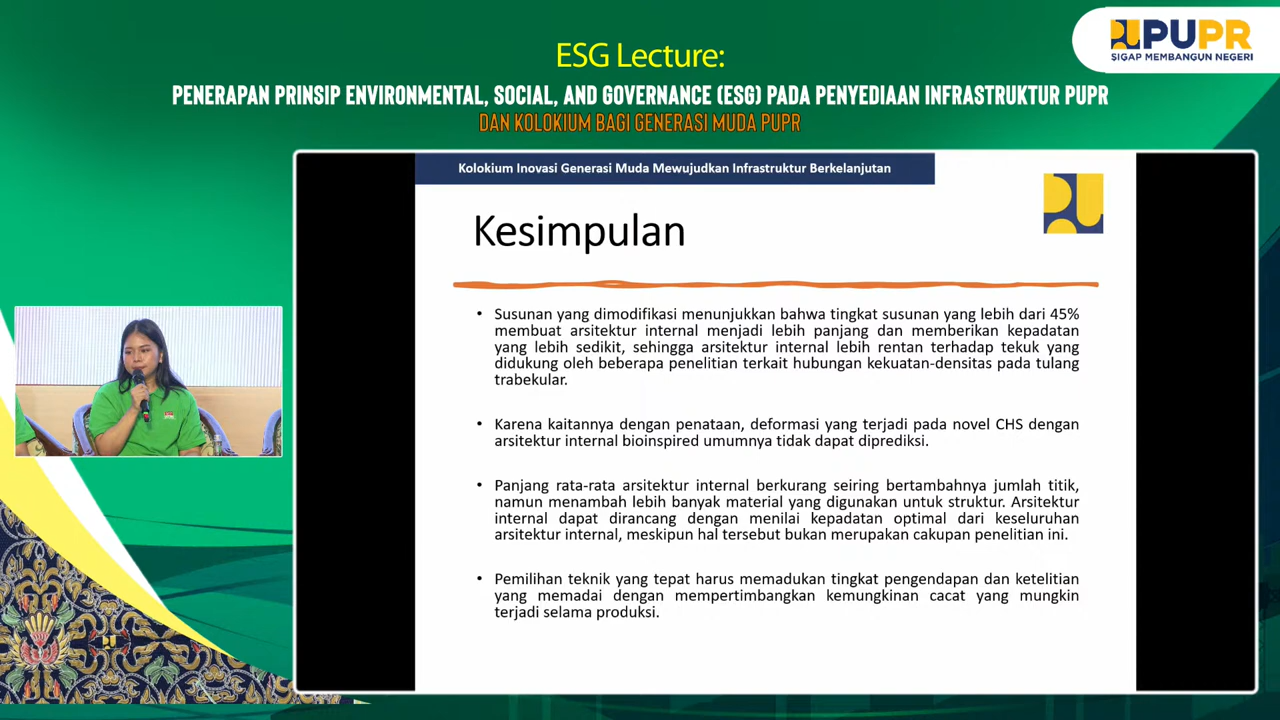 PUPR
SIGAP MEMBANGUN NEGERI
ESG Lecture:
PENERAPAN PRINSIP ENVIRONMENTAL, SOCIAL, AND GOVERNANCE (ESG) PADA PENYEDIAAN INFRASTRUKTUR PUPR
DAN KOLOKIUM BAGI GENERASI MUDA PUPR
Kolokium Inovasi Generasi Muda Mewujudkan Infrastruktur Berkelanjutan
Kesimpulan
• Susunan yang dimodifikasi menunjukkan bahwa tingkat susunan yang lebih dari 45%
membuat arsitektur internal menjadi lebih panjang dan memberikan kepadatan
yang lebih sedikit, sehingga arsitektur internal lebih rentan terhadap tekuk yang
didukung oleh beberapa penelitian terkait hubungan kekuatan-densitas pada tulang
trabekular.
• Karena kaitannya dengan penataan, deformasi yang terjadi pada novel CHS dengan
arsitektur internal bioinspired umumnya tidak dapat diprediksi.
• Panjang rata-rata arsitektur internal berkurang seiring bertambahnya jumlah titik,
namun menambah lebih banyak material yang digunakan untuk struktur. Arsitektur
internal dapat dirancang dengan menilai kepadatan optimal dari keseluruhan
arsitektur internal, meskipun hal tersebut bukan merupakan cakupan penelitian ini.
• Pemilihan teknik yang tepat harus memadukan tingkat pengendapan dan ketelitian
yang memadai dengan mempertimbangkan kemungkinan cacat yang mungkin
terjadi selama produksi.